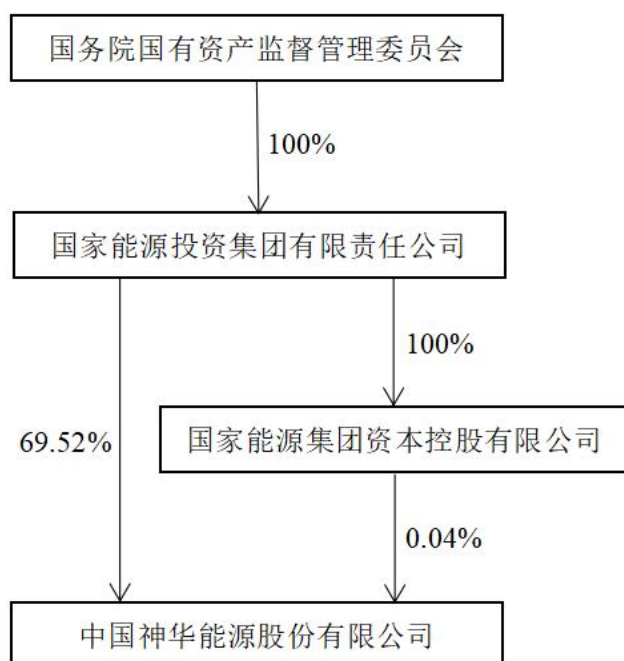 国务院国有资产监督管理委员会
100%
国家能源投资集团有限责任公司
100%
69.52%
国家能源集团资本控股有限公司
0.04%
中国神华能源股份有限公司